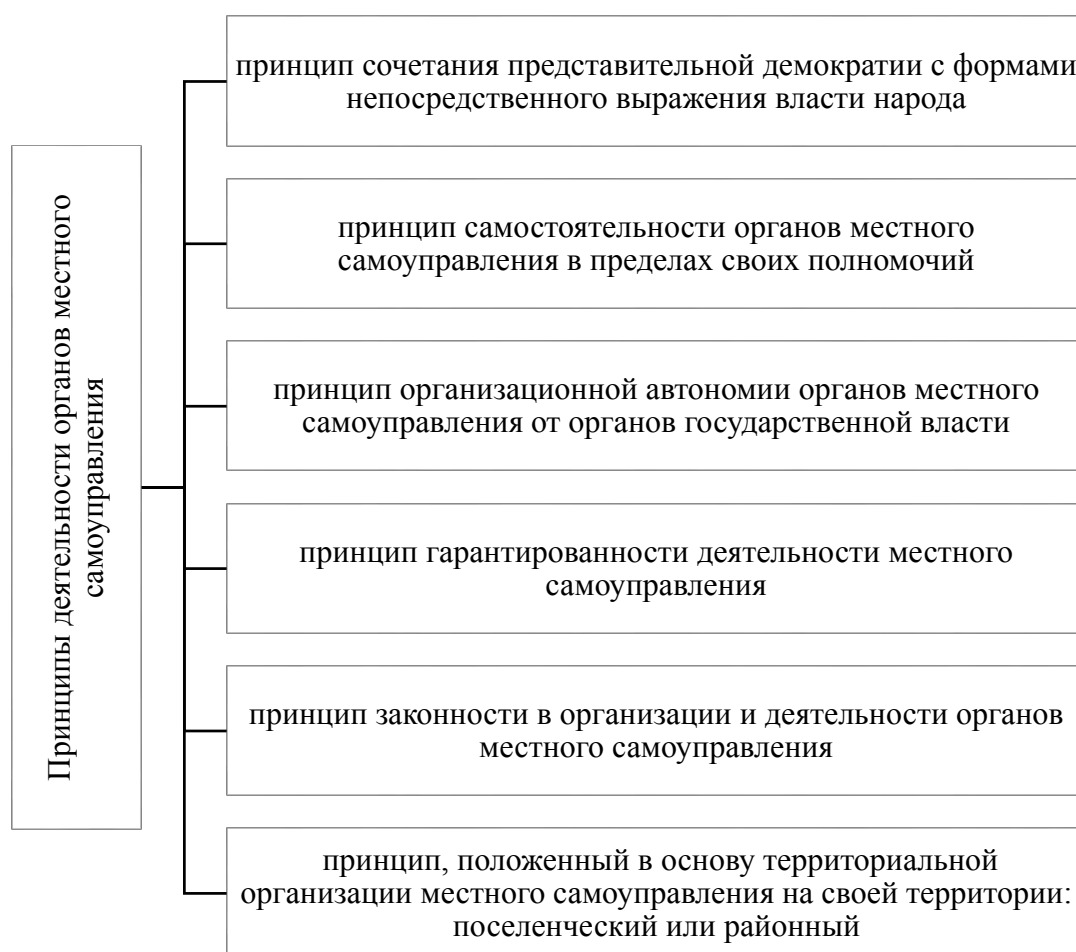 Принципы деятельности органов местного
самоуправления
принцип сочетания представительной демократии с формами
непосредственного выражения власти народа
принцип самостоятельности органов местного
самоуправления в пределах своих полномочий
принцип организационной автономии органов местного
самоуправления от органов государственной власти
принцип гарантированности деятельности местного
самоуправления
принцип законности в организации и деятельности органов
местного самоуправления
принцип, положенный в основу территориальной
организации местного самоуправления на своей территории:
поселенческий или районный